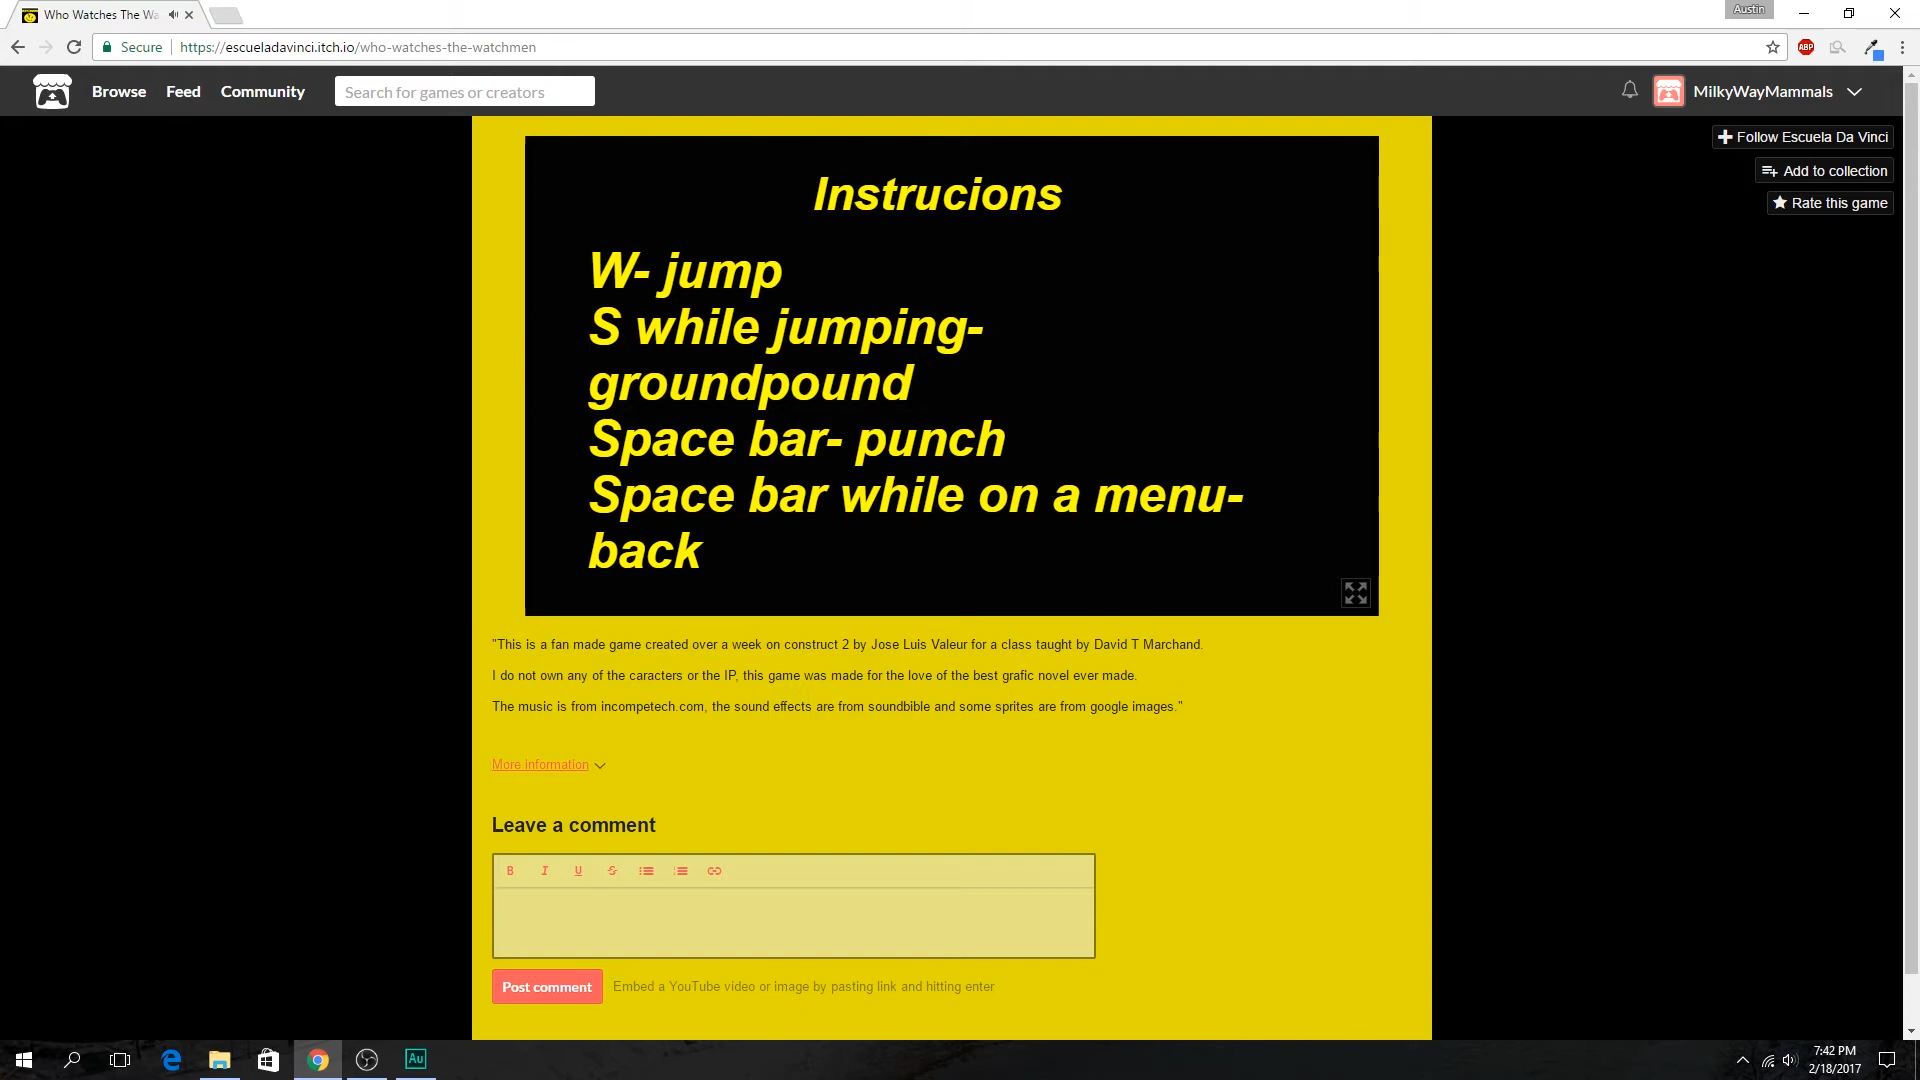 Who Watches The Wa
Austin
Secure
https://escueladavinci.itch.io/who-watches-the-watchmen
ABP
Browse
Feed
Community
Search for games or creators
MilkyWayMammals
Follow Escuela Da Vinci
Add to collection
Rate this game
Instrucions
W- jump
S while jumping-
groundpound
Space bar- punch
Space bar while on a menu-
back
"This is a fan made game created over a week on construct 2 by Jose Luis Valeur for a class taught by David T Marchand.
I do not own any of the caracters or the IP, this game was made for the love of the best grafic novel ever made.
The music is from incompetech.com, the sound effects are from soundbible and some sprites are from google images."
More information
Leave a comment
B I U S
Post comment
Embed a YouTube video or image by pasting link and hitting enter
Au
7:42 PM
2/18/2017